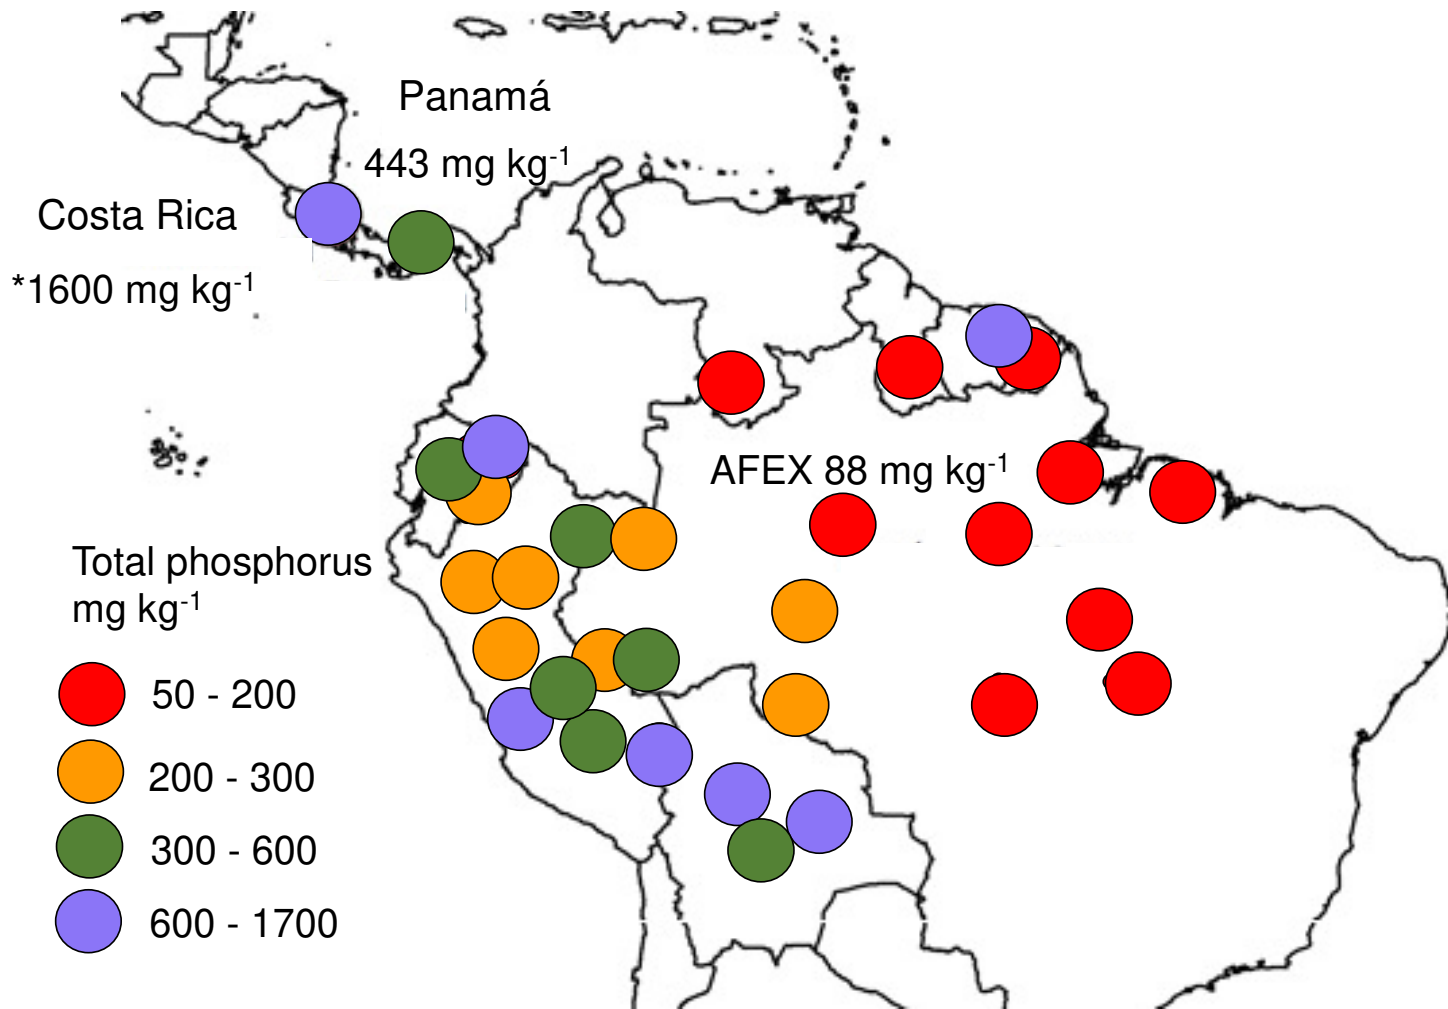 Panamá
443 mg kg-1
Costa Rica
*1600 mg kg-1
AFEX 88 mg kg-1
Total phosphorus
mg kg-1
50 - 200
200 - 300
300 - 600
600 - 1700